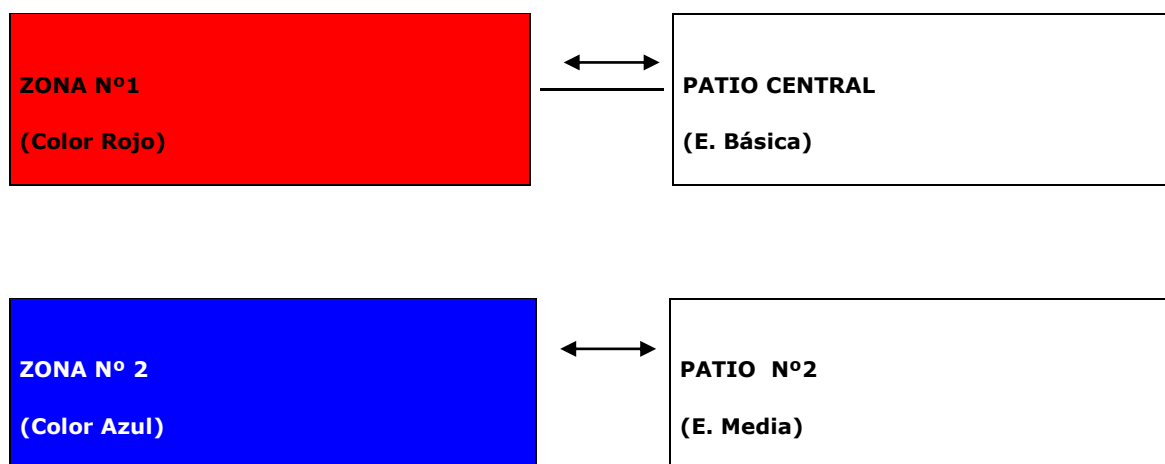 ZONA Nº1
(Color Rojo)
PATIO CENTRAL
(E. Básica)
ZONA Nº 2
(Color Azul)
PATIO Nº2
(E. Media)